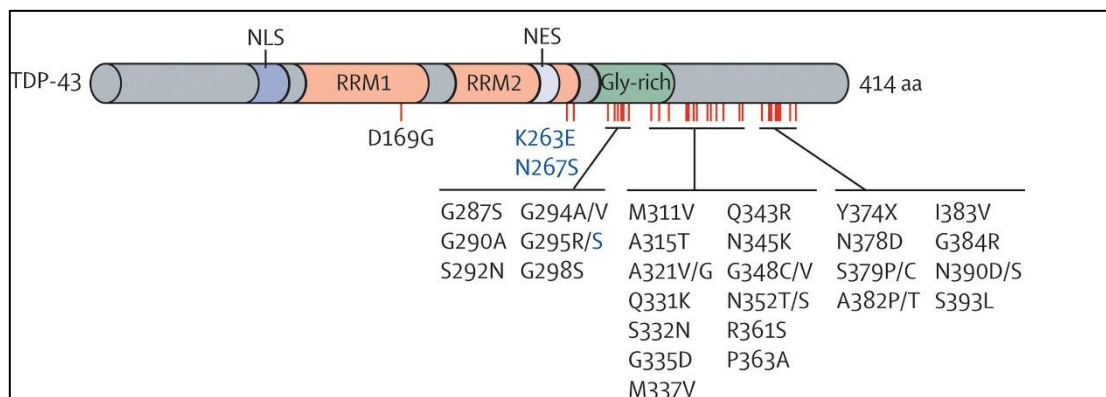 NLS
NES
TDP-43
RRM1
RRM2
Gly-rich
414 aa
D169G
K263E
N267S
G287S G294A/V
G290A G295R/S
S292N G298S
M311V Q343R
A315T N345K
A321V/G G348C/V
Q331K N352T/S
S332N R361S
G335D P363A
M337V
Y374X I383V
N378D G384R
S379P/C N390D/S
A382P/T S393L